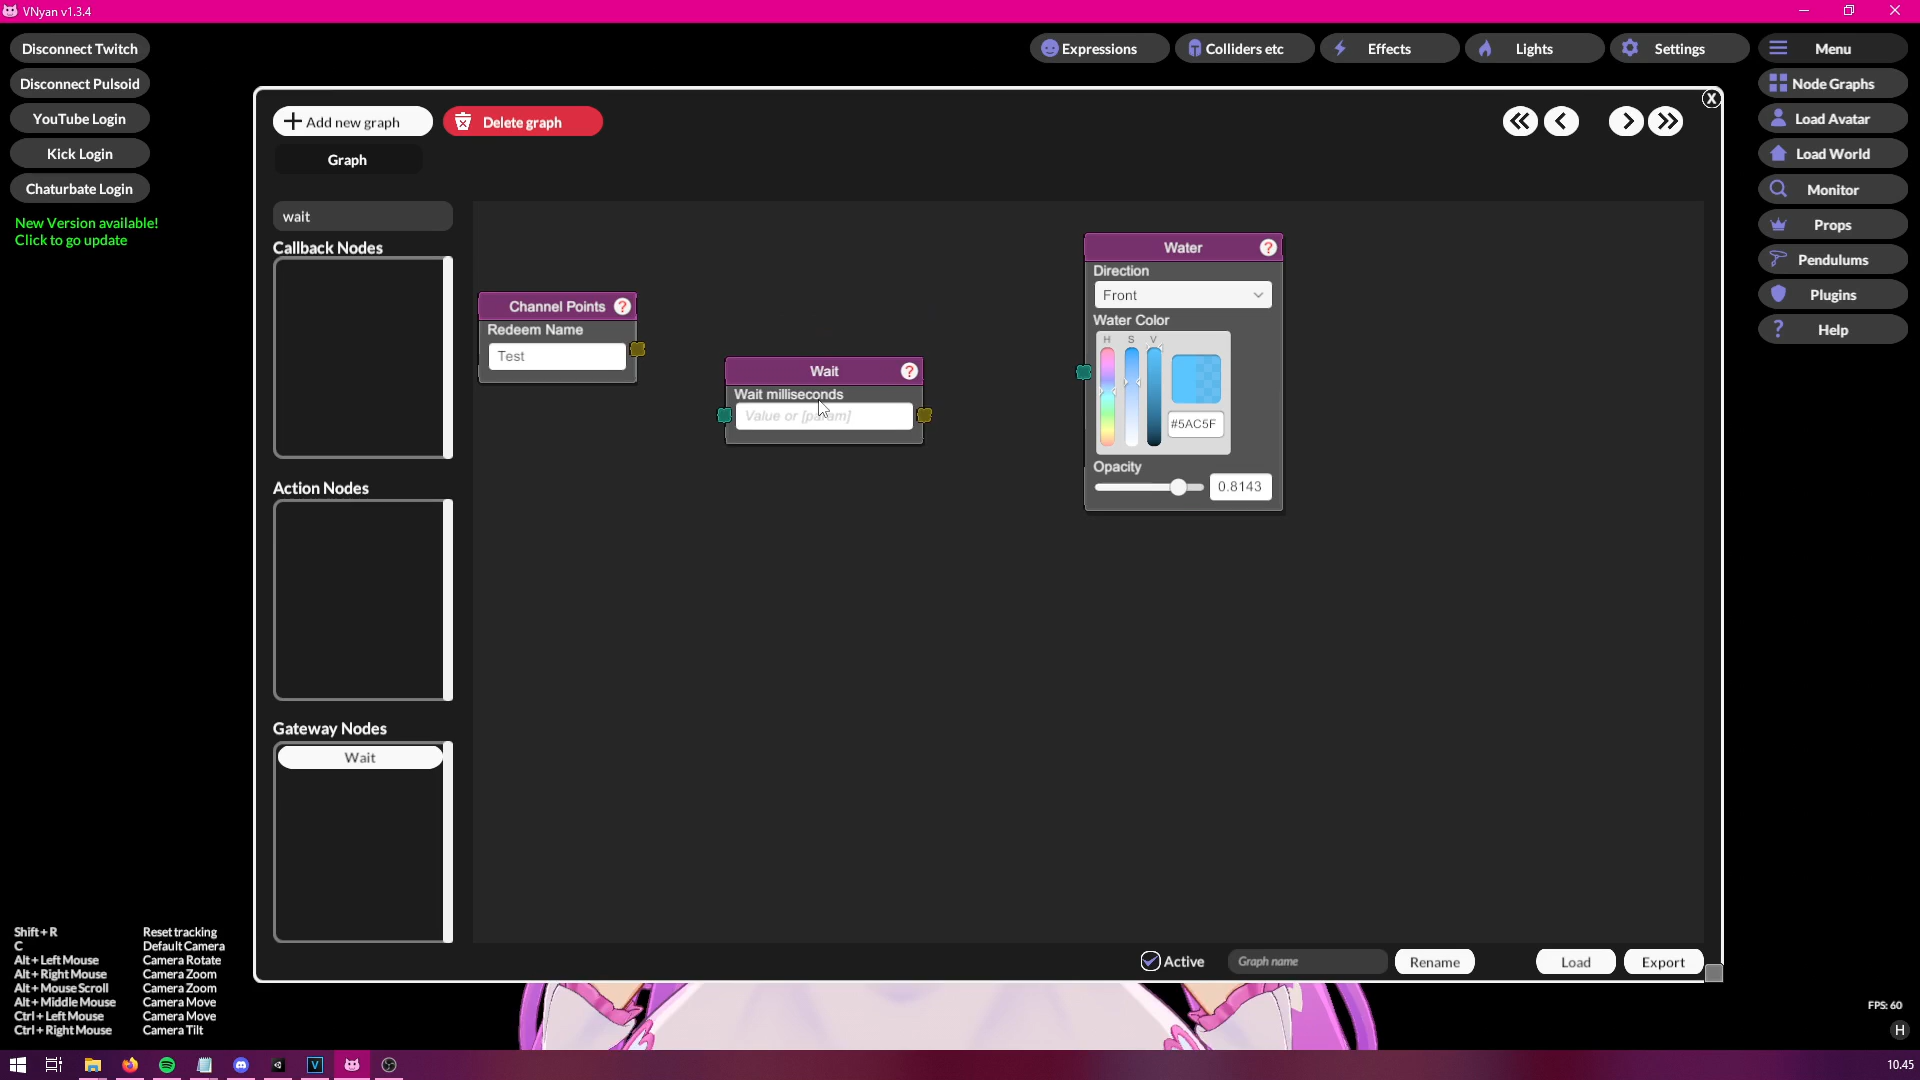 VNyan v1.3.4
Disconnect Twitch
Disconnect Pulsoid
YouTube Login
Kick Login
Chaturbate Login
New Version available!
Click to go update
Expressions
Colliders etc
Effects
Lights
Settings
Menu
Node Graphs
Load Avatar
Load World
Monitor
Props
Pendulums
Plugins
? Help
X
+ Add new graph
Delete graph
Graph
wait
Callback Nodes
Action Nodes
Gateway Nodes
Wait
Channel Points ?
Redeem Name
Test
Wait ?
Wait milliseconds
Value or [param]
Water ?
Direction
Front
Water Color
H S V
#5AC5F
Opacity
0.8143
Active
Graph name
Rename
Load
Export
Shift + R Reset tracking
C Default Camera
Alt + Left Mouse Camera Rotate
Alt + Right Mouse Camera Zoom
Alt + Mouse Scroll Camera Zoom
Alt + Middle Mouse Camera Move
Ctrl + Left Mouse Camera Move
Ctrl + Right Mouse Camera Tilt
FPS: 60
H
V
10.45